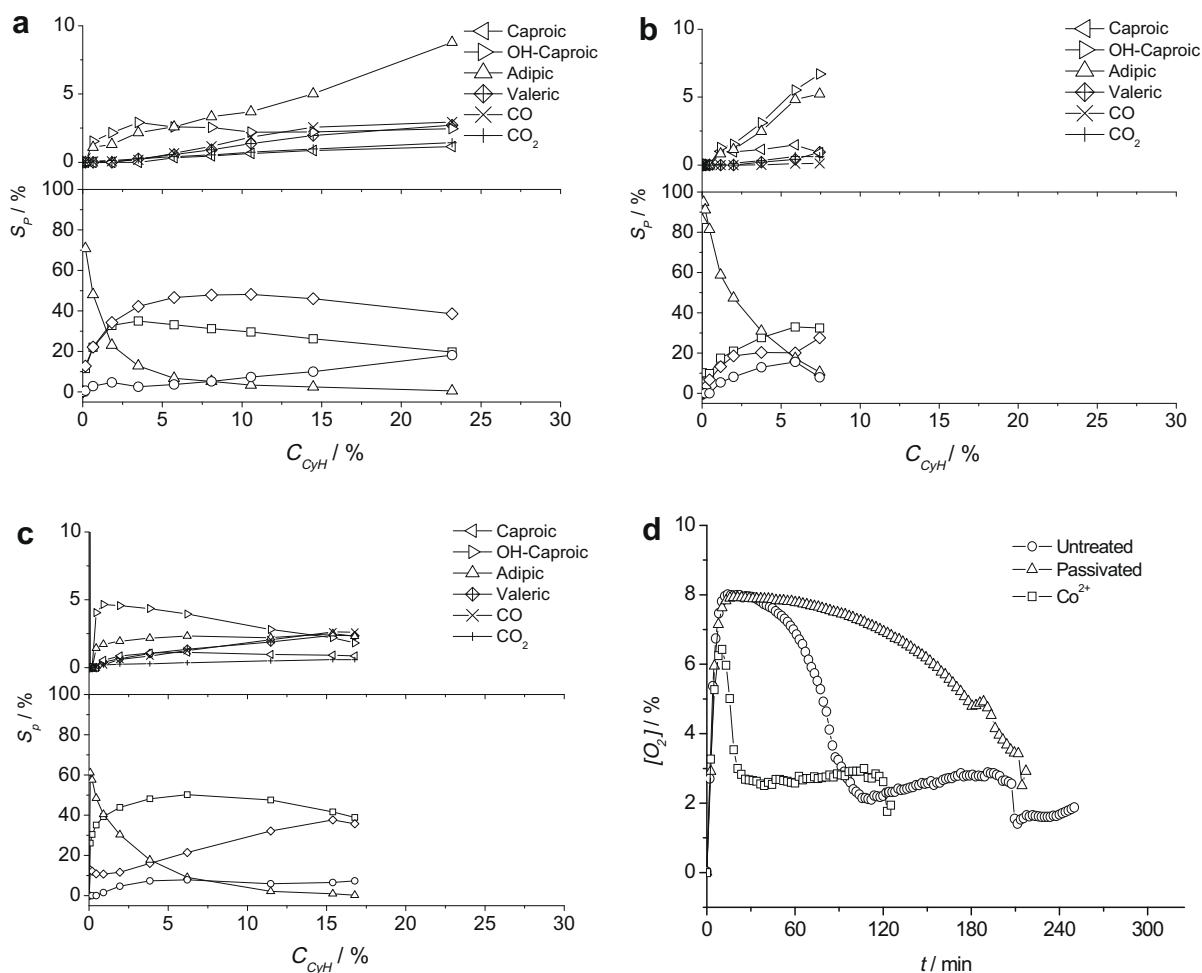 a
10
5
0
Caproic
OH-Caproic
Adipic
Valeric
CO
CO₂
100
80
60
40
20
0
S_P / %
0 5 10 15 20 25 30
C_CyH / %
b
10
5
0
Caproic
OH-Caproic
Adipic
Valeric
CO
CO₂
100
80
60
40
20
0
S_P / %
0 5 10 15 20 25 30
C_CyH / %
c
10
5
0
Caproic
OH-Caproic
Adipic
Valeric
CO
CO₂
100
80
60
40
20
0
S_p / %
0 5 10 15 20 25 30
C_CyH / %
d
10
8
6
4
2
0
[O₂] / %
Untreated
Passivated
Co²⁺
0 60 120 180 240 300
t / min